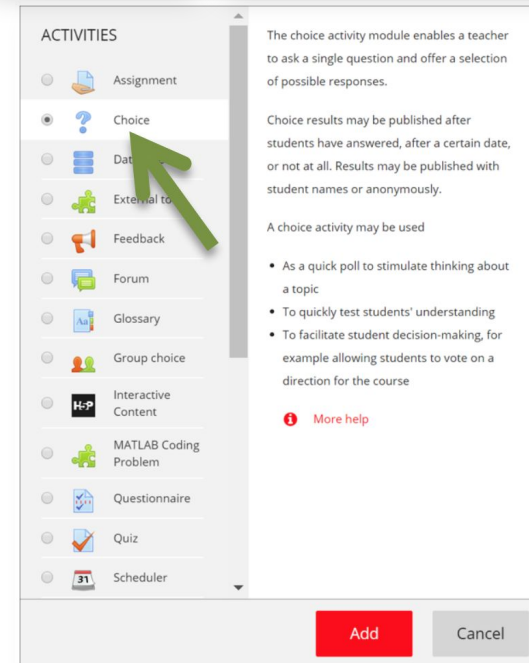 ACTIVITIES
Assignment
Choice
Dat
External to
Feedback
Forum
Aa
Glossary
Group choice
H5P
Interactive
Content
MATLAB Coding
Problem
Questionnaire
Quiz
31
Scheduler
The choice activity module enables a teacher
to ask a single question and offer a selection
of possible responses.
Choice results may be published after
students have answered, after a certain date,
or not at all. Results may be published with
student names or anonymously.
A choice activity may be used
• As a quick poll to stimulate thinking about
a topic
• To quickly test students' understanding
• To facilitate student decision-making, for
example allowing students to vote on a
direction for the course
More help
Add
Cancel